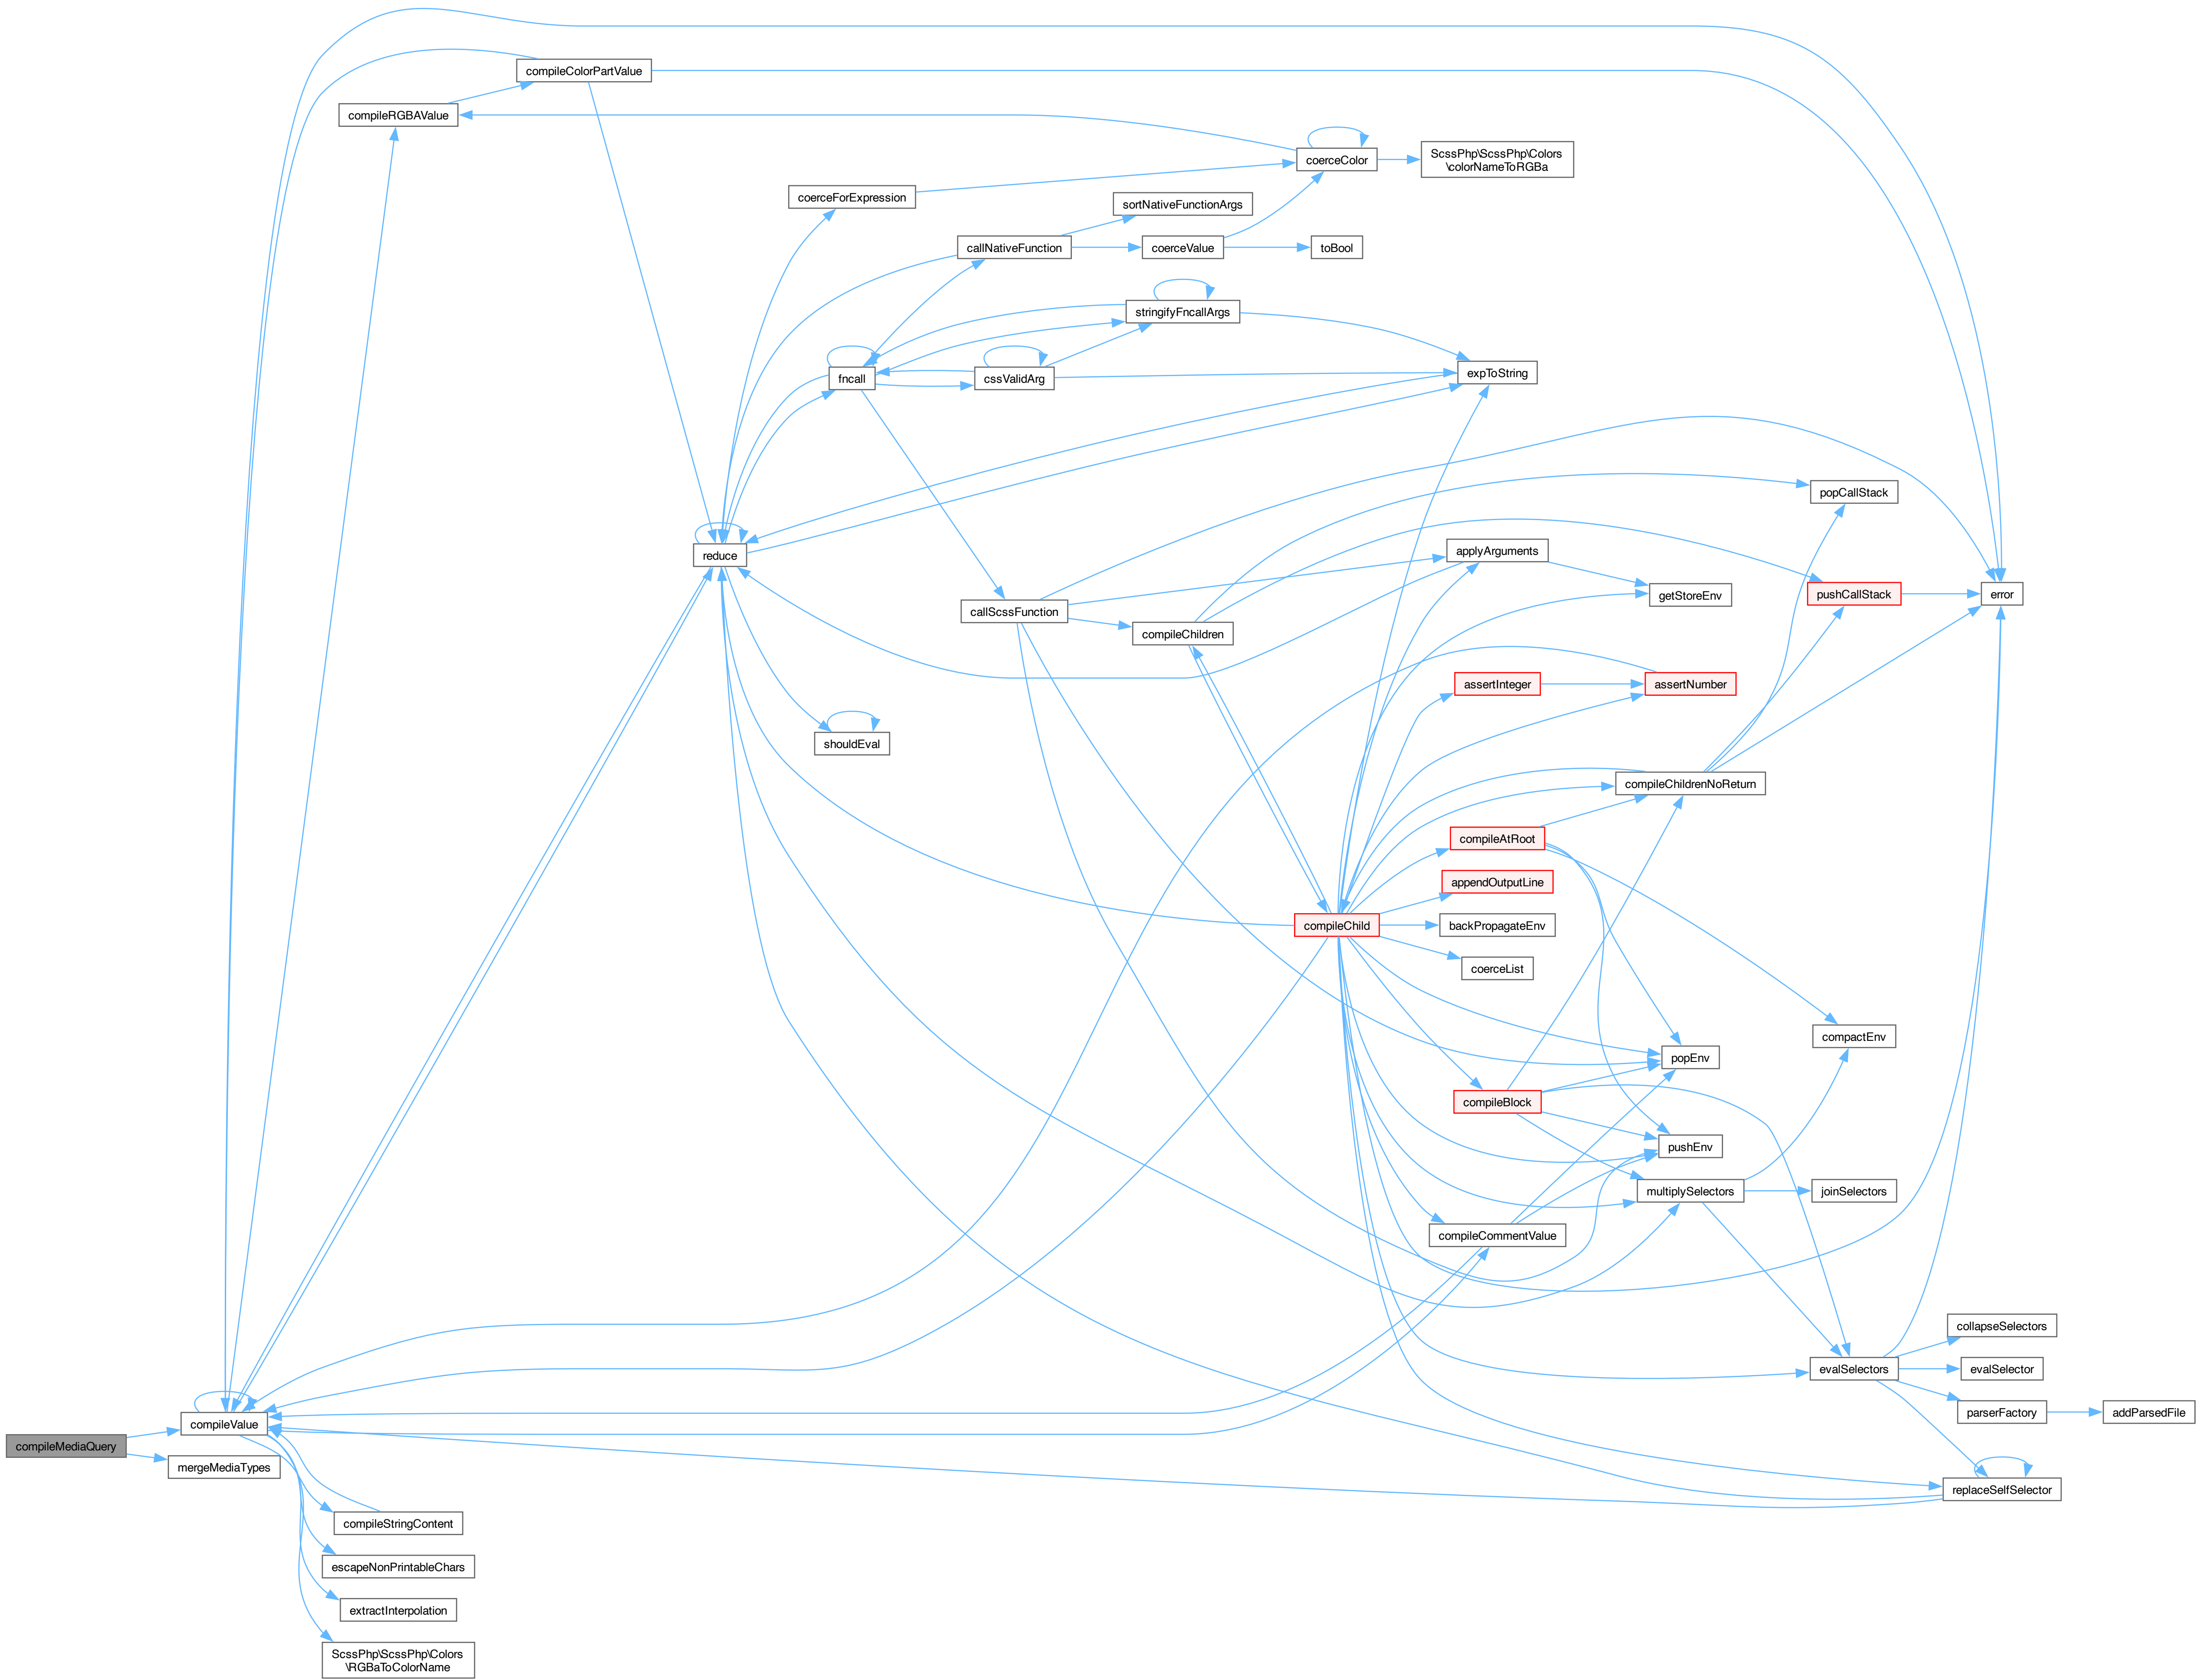 compileColorPartValue
compileRGBAValue
coerceColor
ScssPhp\ScssPhp\Colors
\colorNameToRGBa
coerceForExpression
sortNativeFunctionArgs
callNativeFunction
coerceValue
toBool
stringifyFncallArgs
fncall
cssValidArg
expToString
popCallStack
reduce
applyArguments
callScssFunction
getStoreEnv
pushCallStack
error
compileChildren
assertInteger
assertNumber
shouldEval
compileChildrenNoReturn
compileAtRoot
appendOutputLine
compileChild
backPropagateEnv
coerceList
compactEnv
popEnv
compileBlock
pushEnv
multiplySelectors
joinSelectors
compileCommentValue
collapseSelectors
evalSelectors
evalSelector
parserFactory
addParsedFile
compileValue
compileMediaQuery
mergeMediaTypes
replaceSelfSelector
compileStringContent
escapeNonPrintableChars
extractInterpolation
ScssPhp\ScssPhp\Colors
\RGBaToColorName